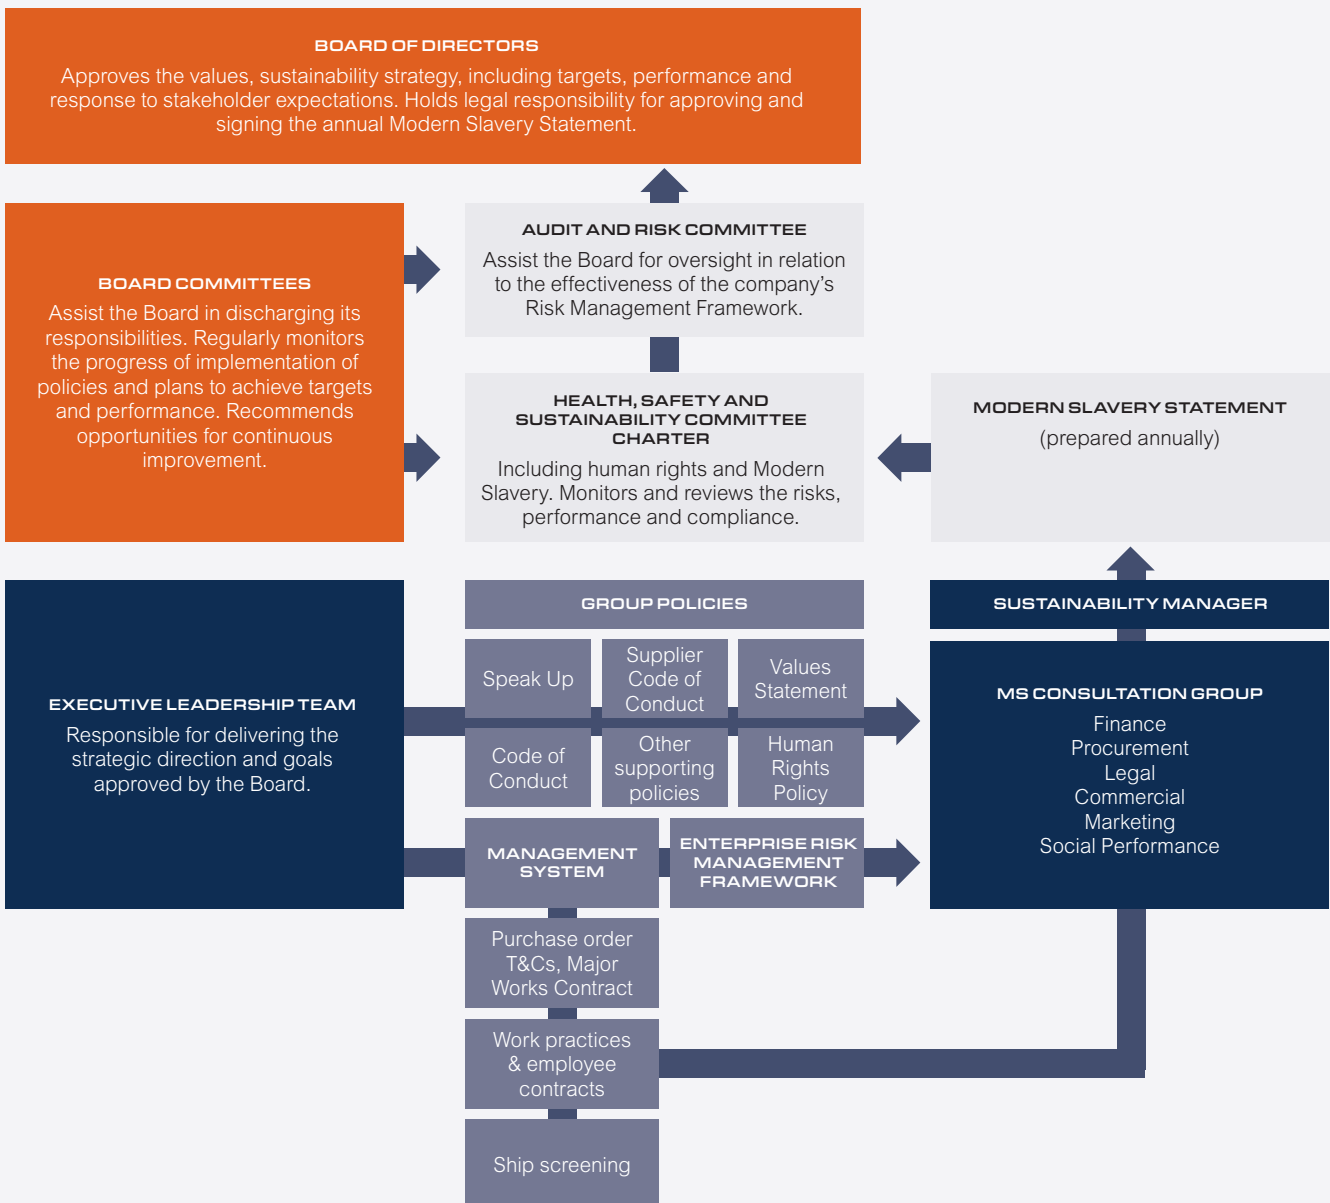 BOARD OF DIRECTORS
Approves the values, sustainability strategy, including targets, performance and
response to stakeholder expectations. Holds legal responsibility for approving and
signing the annual Modern Slavery Statement.
BOARD COMMITTEES
Assist the Board in discharging its
responsibilities. Regularly monitors
the progress of implementation of
policies and plans to achieve targets
and performance. Recommends
opportunities for continuous
improvement.
AUDIT AND RISK COMMITTEE
Assist the Board for oversight in relation
to the effectiveness of the company’s
Risk Management Framework.
HEALTH, SAFETY AND
SUSTAINABILITY COMMITTEE
CHARTER
Including human rights and Modern
Slavery. Monitors and reviews the risks,
performance and compliance.
MODERN SLAVERY STATEMENT
(prepared annually)
EXECUTIVE LEADERSHIP TEAM
Responsible for delivering the
strategic direction and goals
approved by the Board.
GROUP POLICIES
Speak Up
Supplier
Code of
Conduct
Values
Statement
Code of
Conduct
Other
supporting
policies
Human
Rights
Policy
MANAGEMENT
SYSTEM
ENTERPRISE RISK
MANAGEMENT
FRAMEWORK
Purchase order
T&Cs, Major
Works Contract
Work practices
& employee
contracts
Ship screening
SUSTAINABILITY MANAGER
MS CONSULTATION GROUP
Finance
Procurement
Legal
Commercial
Marketing
Social Performance